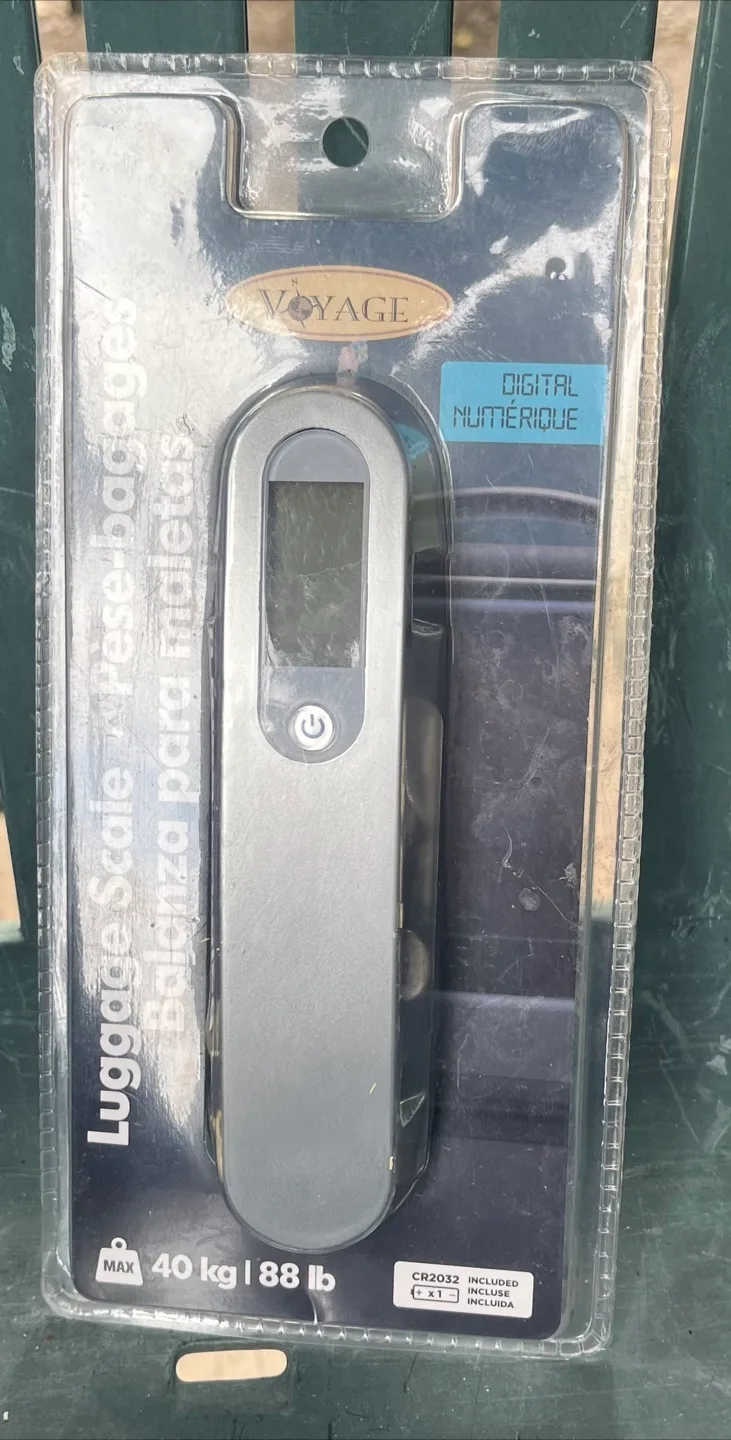 VOYAGE
DIGITAL
NUMÉRIQUE
Luggage Scale • Pèse-bagages
Balanza para maletas
MAX
40 kg | 88 lb
CR2032 INCLUDED
+ x 1 - INCLUSE
INCLUIDA